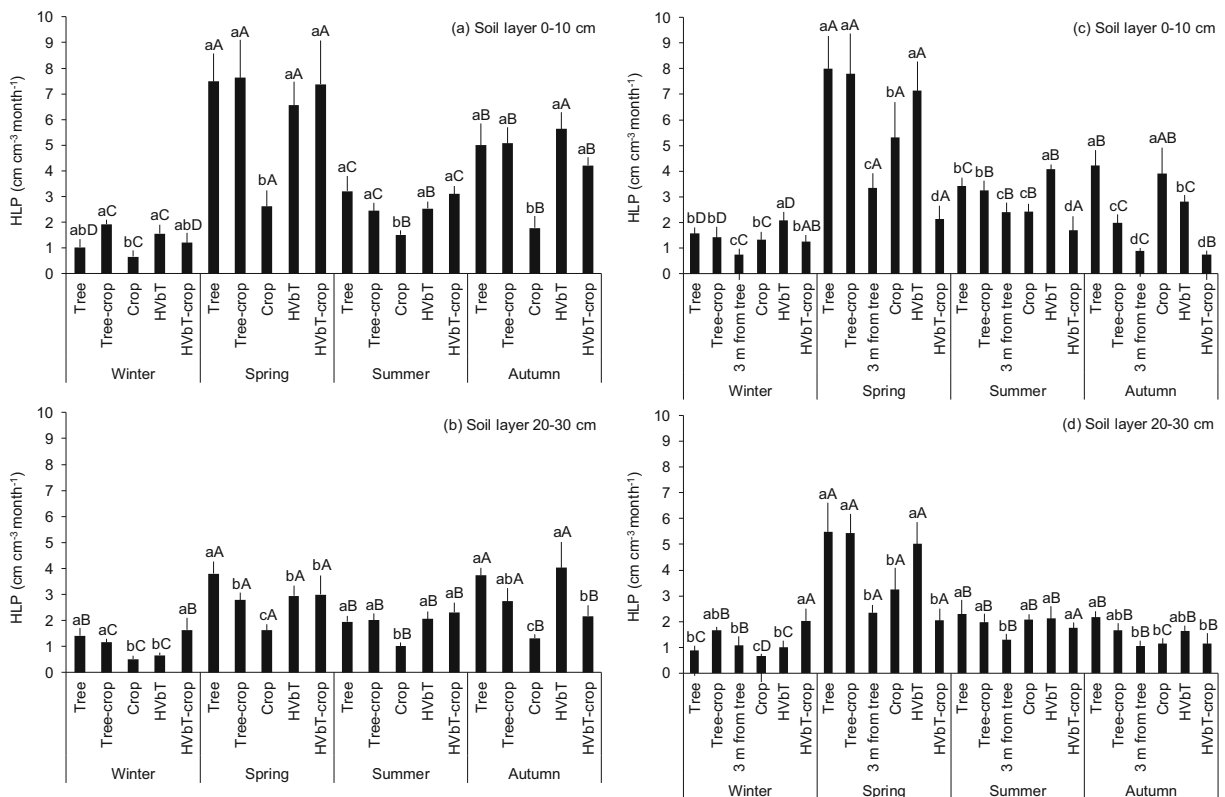 (a) Soil layer 0-10 cm
HLP (cm cm⁻³ month⁻¹)
10
9
8
7
6
5
4
3
2
1
0
abD aC bC aC abD aA aA bA aA aA aC aC bB aB aC aB aB bB aA aB
Tree Tree-crop Crop HVbT HVbT-crop Tree Tree-crop Crop HVbT HVbT-crop Tree Tree-crop Crop HVbT HVbT-crop Tree Tree-crop Crop HVbT HVbT-crop
Winter Spring Summer Autumn
(b) Soil layer 20-30 cm
HLP (cm cm⁻³ month⁻¹)
10
9
8
7
6
5
4
3
2
1
0
aB aC bC bC aB aA bA cA bA bA aB aB bB aB aB aA abA cB aA bB
Tree Tree-crop Crop HVbT HVbT-crop Tree Tree-crop Crop HVbT HVbT-crop Tree Tree-crop Crop HVbT HVbT-crop Tree Tree-crop Crop HVbT HVbT-crop
Winter Spring Summer Autumn
(c) Soil layer 0-10 cm
HLP (cm cm⁻³ month⁻¹)
10
9
8
7
6
5
4
3
2
1
0
bD bD cC bC aD bAB aA aA cA bA aA dA bC bB cB cB aB dA aB cC dC aAB bC dB
Tree Tree-crop 3 m from tree Crop HVbT HVbT-crop Tree Tree-crop 3 m from tree Crop HVbT HVbT-crop Tree Tree-crop 3 m from tree Crop HVbT HVbT-crop Tree Tree-crop 3 m from tree Crop HVbT HVbT-crop
Winter Spring Summer Autumn
(d) Soil layer 20-30 cm
HLP (cm cm⁻³ month⁻¹)
10
9
8
7
6
5
4
3
2
1
0
bC abB bB cD bC aA aA aA bA bA aA bA aB aB bB aB aB aA aB abB bB bC abB bB
Tree Tree-crop 3 m from tree Crop HVbT HVbT-crop Tree Tree-crop 3 m from tree Crop HVbT HVbT-crop Tree Tree-crop 3 m from tree Crop HVbT HVbT-crop Tree Tree-crop 3 m from tree Crop HVbT HVbT-crop
Winter Spring Summer Autumn